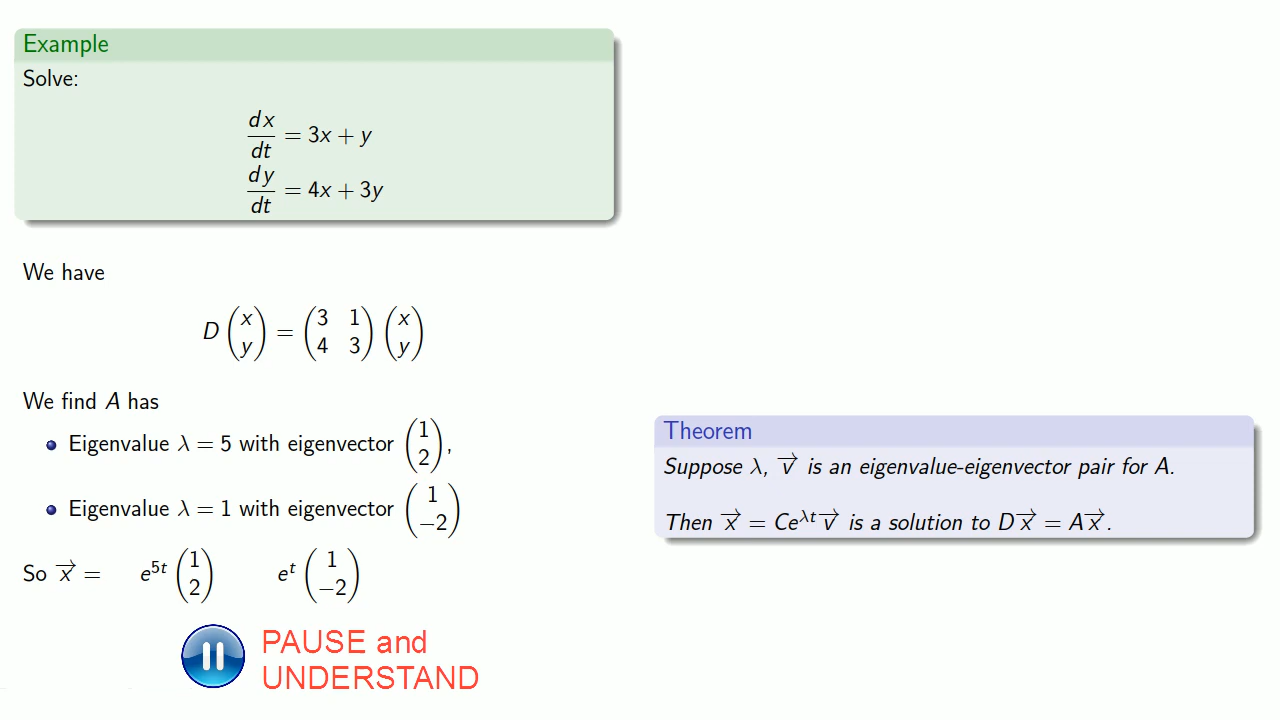 Example
Solve:
dx/dt = 3x + y
dy/dt = 4x + 3y
We have
D (x y) = (3 1 4 3) (x y)
We find A has
Eigenvalue λ = 5 with eigenvector (1 2),
Eigenvalue λ = 1 with eigenvector (1 −2)
So x⃗ = e^5t (1 2) e^t (1 −2)
PAUSE and
UNDERSTAND
Theorem
Suppose λ, v⃗ is an eigenvalue-eigenvector pair for A.
Then x⃗ = Ce^λt v⃗ is a solution to Dx⃗ = Ax⃗.